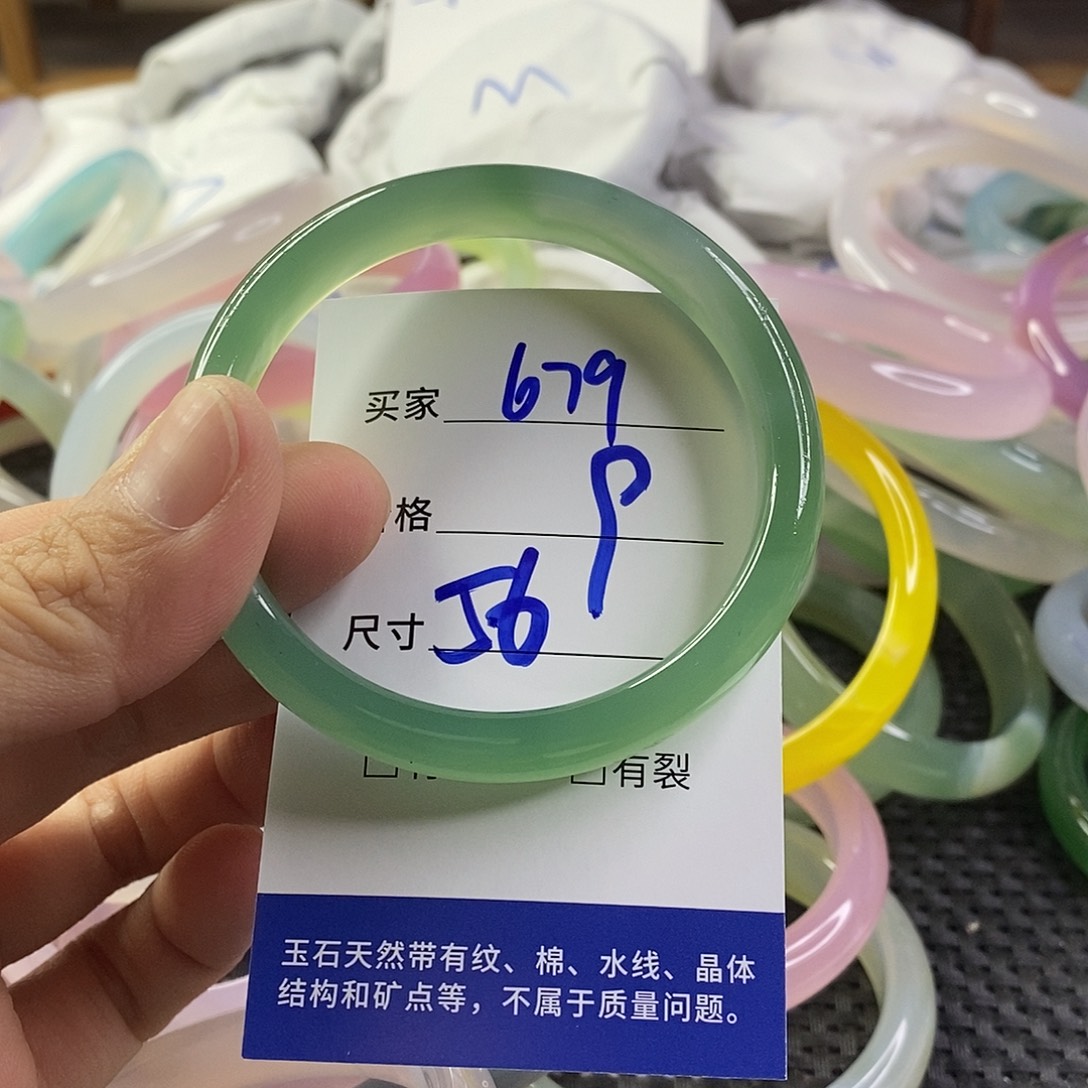 M
买家 679
格 P
尺寸 56
有裂
玉石天然带有纹、棉、水线、晶体
结构和矿点等，不属于质量问题。